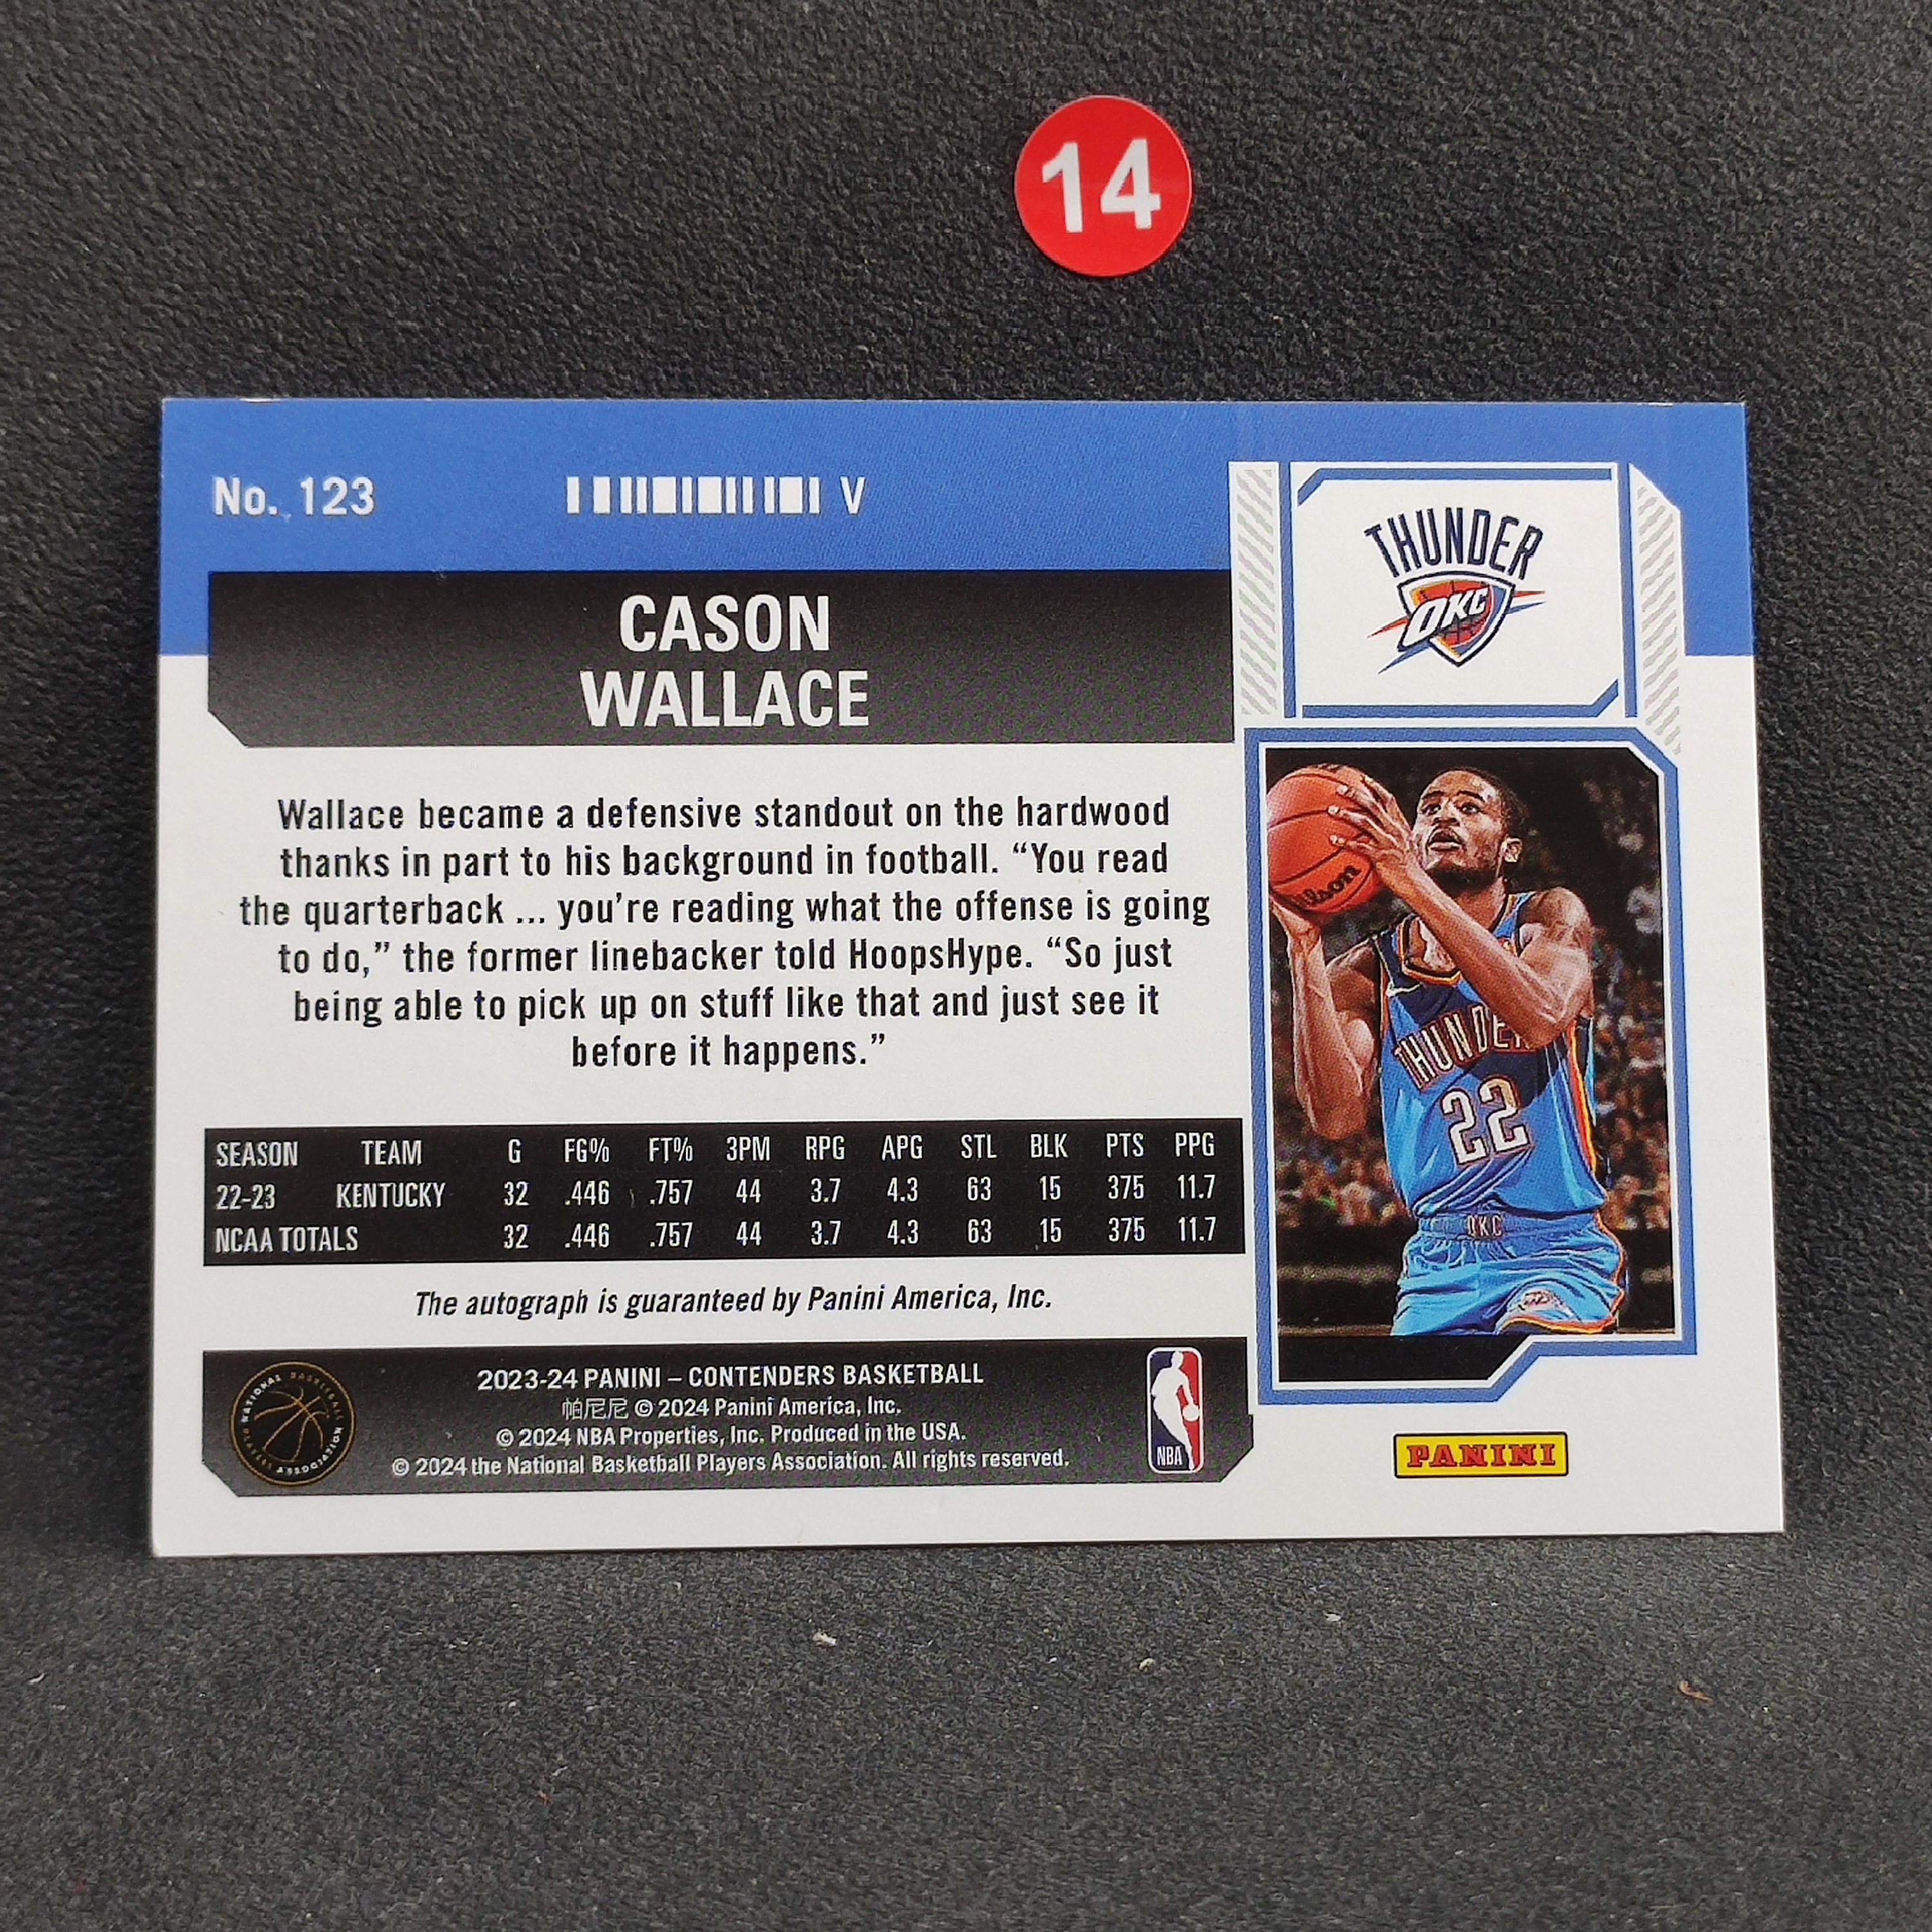 14
No. 123
V
THUNDER
OKC
CASON
WALLACE
Wallace became a defensive standout on the hardwood
thanks in part to his background in football. “You read
the quarterback ... you’re reading what the offense is going
to do,” the former linebacker told HoopsHype. “So just
being able to pick up on stuff like that and just see it
before it happens.”
SEASON TEAM G FG% FT% 3PM RPG APG STL BLK PTS PPG
22-23 KENTUCKY 32 .446 .757 44 3.7 4.3 63 15 375 11.7
NCAA TOTALS 32 .446 .757 44 3.7 4.3 63 15 375 11.7
The autograph is guaranteed by Panini America, Inc.
NATIONAL BASKETBALL PLAYERS ASSOCIATION
2023-24 PANINI – CONTENDERS BASKETBALL
帕尼尼 © 2024 Panini America, Inc.
© 2024 NBA Properties, Inc. Produced in the USA.
© 2024 the National Basketball Players Association. All rights reserved.
NBA
THUNDER
22
OKC
PANINI